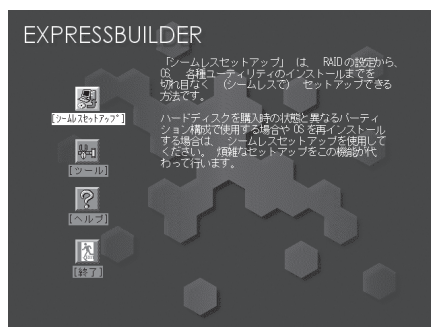 EXPRESSBUILDER
「シームレスセットアップ」 は、 RAIDの設定から、
OS、各種ユーティリティのインストールまでを
切れ目なく (シームレスで) セットアップできる
方法です。
ハードディスクを購入時の状態と異なるパーティ
ション構成で使用する場合や OSを再インストール
する場合は、 シームレスセットアップを使用して
ください。 煩雑なセットアップをこの機能が代
わって行います。
[シームレスセットアップ]
[ツール]
[ヘルプ]
[終了]